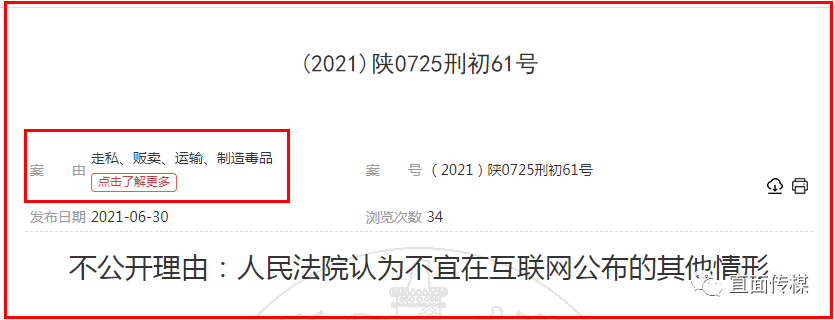 (2021)陕0725刑初61号
案 由 走私、贩卖、运输、制造毒品
点击了解更多
案 号 (2021)陕0725刑初61号
发布日期 2021-06-30
浏览次数 34
不公开理由：人民法院认为不宜在互联网公布的其他情形
直面传媒